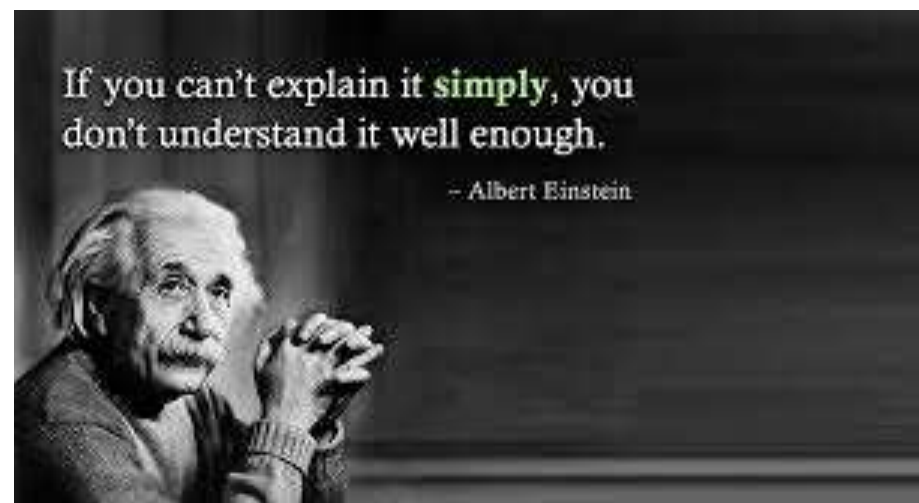 If you can't explain it simply, you
don't understand it well enough.
– Albert Einstein